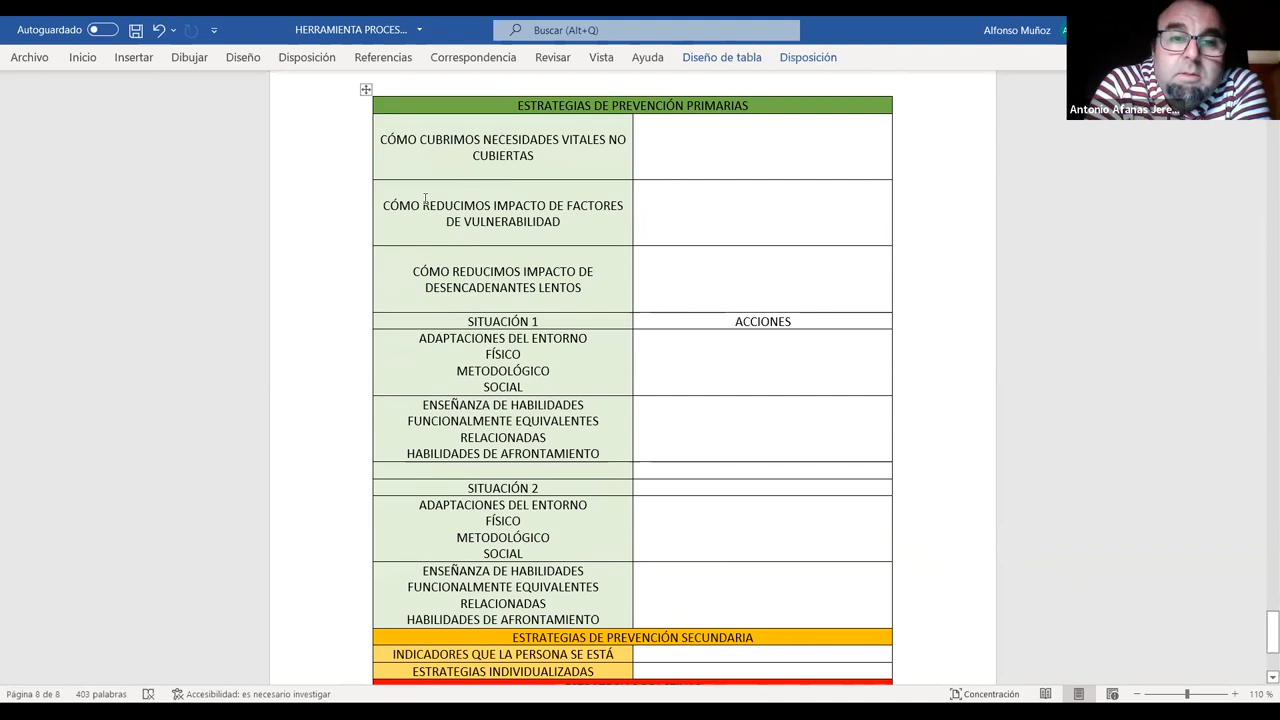 Autoguardado
HERRAMIENTA PROCES...
Buscar (Alt+Q)
Alfonso Muñoz
Archivo Inicio Insertar Dibujar Diseño Disposición Referencias Correspondencia Revisar Vista Ayuda Diseño de tabla Disposición
Antonio Afanas Jere...
ESTRATEGIAS DE PREVENCIÓN PRIMARIAS
CÓMO CUBRIMOS NECESIDADES VITALES NO
CUBIERTAS
CÓMO REDUCIMOS IMPACTO DE FACTORES
DE VULNERABILIDAD
CÓMO REDUCIMOS IMPACTO DE
DESENCADENANTES LENTOS
SITUACIÓN 1 ACCIONES
ADAPTACIONES DEL ENTORNO
FÍSICO
METODOLÓGICO
SOCIAL
ENSEÑANZA DE HABILIDADES
FUNCIONALMENTE EQUIVALENTES
RELACIONADAS
HABILIDADES DE AFRONTAMIENTO
SITUACIÓN 2
ADAPTACIONES DEL ENTORNO
FÍSICO
METODOLÓGICO
SOCIAL
ENSEÑANZA DE HABILIDADES
FUNCIONALMENTE EQUIVALENTES
RELACIONADAS
HABILIDADES DE AFRONTAMIENTO
ESTRATEGIAS DE PREVENCIÓN SECUNDARIA
INDICADORES QUE LA PERSONA SE ESTÁ
ESTRATEGIAS INDIVIDUALIZADAS
Página 8 de 8 403 palabras Accesibilidad: es necesario investigar Concentración 110 %